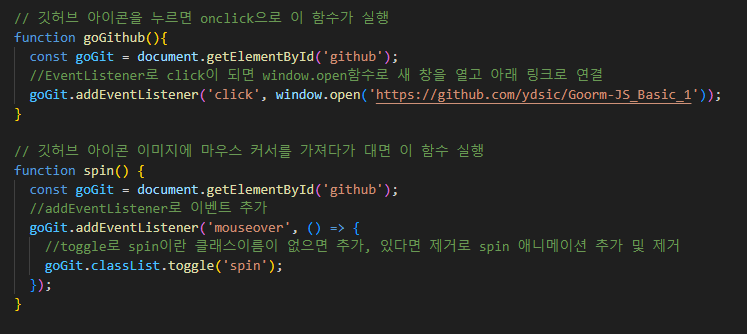 // 깃허브 아이콘을 누르면 onclick으로 이 함수가 실행
function goGithub(){
  const goGit = document.getElementById('github');
  //EventListener로 click이 되면 window.open함수로 새 창을 열고 아래 링크로 연결
  goGit.addEventListener('click', window.open('https://github.com/ydsic/Goorm-JS_Basic_1'));
}

// 깃허브 아이콘 이미지에 마우스 커서를 가져다가 대면 이 함수 실행
function spin() {
  const goGit = document.getElementById('github');
  //addEventListener로 이벤트 추가
  goGit.addEventListener('mouseover', () => {
    //toggle로 spin이란 클래스이름이 없으면 추가, 있다면 제거로 spin 애니메이션 추가 및 제거
    goGit.classList.toggle('spin');
  });
}